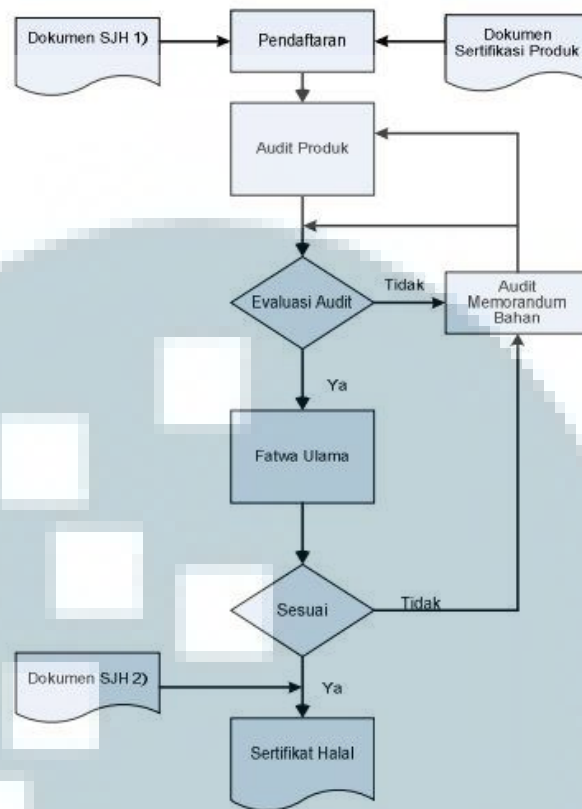 Dokumen SJH 1)
Pendaftaran
Dokumen
Sertifikasi Produk
Audit Produk
Evaluasi Audit
Tidak
Audit
Memorandum
Bahan
Ya
Fatwa Ulama
Sesuai
Tidak
Dokumen SJH 2)
Ya
Sertifikat Halal